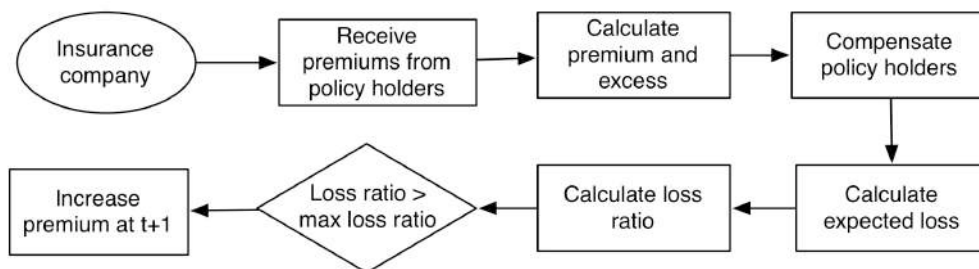 Insurance
company
Receive
premiums from
policy holders
Calculate
premium and
excess
Compensate
policy holders
Increase
premium at t+1
Loss ratio >
max loss ratio
Calculate loss
ratio
Calculate
expected loss